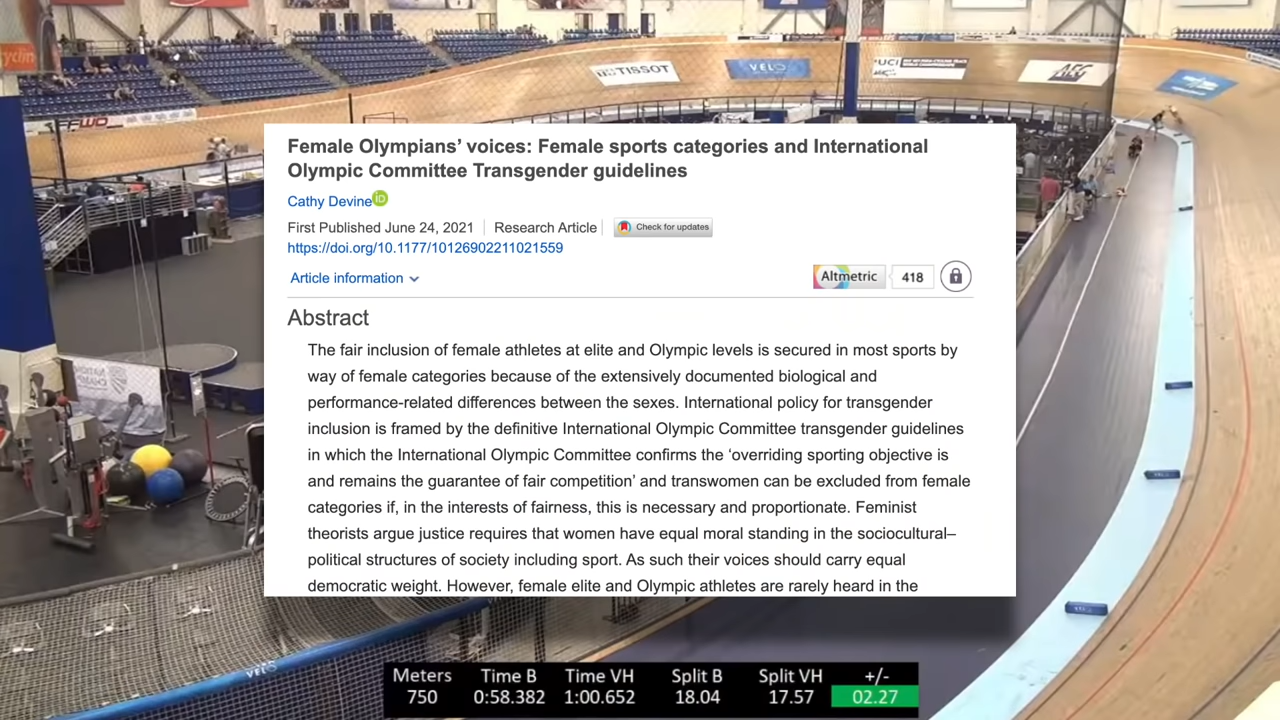 TISSOT
VELO
UCI
AEG
Female Olympians’ voices: Female sports categories and International
Olympic Committee Transgender guidelines
Cathy Devine iD
First Published June 24, 2021 | Research Article | Check for updates
https://doi.org/10.1177/10126902211021559
Article information
Altmetric 418
Abstract
The fair inclusion of female athletes at elite and Olympic levels is secured in most sports by
way of female categories because of the extensively documented biological and
performance-related differences between the sexes. International policy for transgender
inclusion is framed by the definitive International Olympic Committee transgender guidelines
in which the International Olympic Committee confirms the ‘overriding sporting objective is
and remains the guarantee of fair competition’ and transwomen can be excluded from female
categories if, in the interests of fairness, this is necessary and proportionate. Feminist
theorists argue justice requires that women have equal moral standing in the sociocultural–
political structures of society including sport. As such their voices should carry equal
democratic weight. However, female elite and Olympic athletes are rarely heard in the
VELO
Meters Time B Time VH Split B Split VH +/-
750 0:58.382 1:00.652 18.04 17.57 02.27